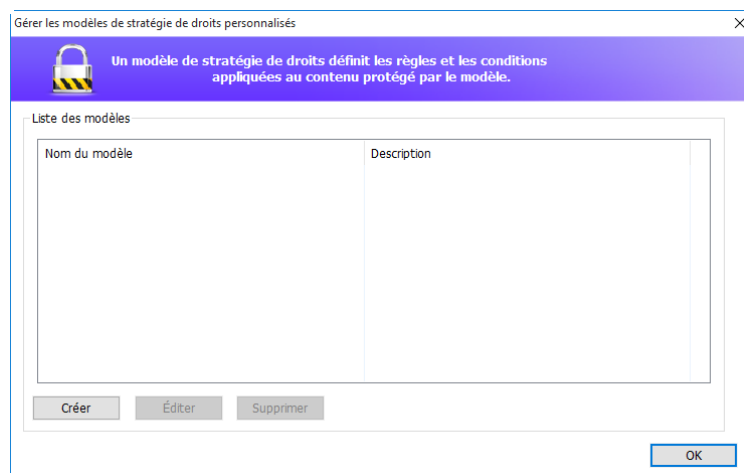 Gérer les modèles de stratégie de droits personnalisés
Un modèle de stratégie de droits définit les règles et les conditions
appliquées au contenu protégé par le modèle.
Liste des modèles
Nom du modèle Description
Créer Éditer Supprimer
OK